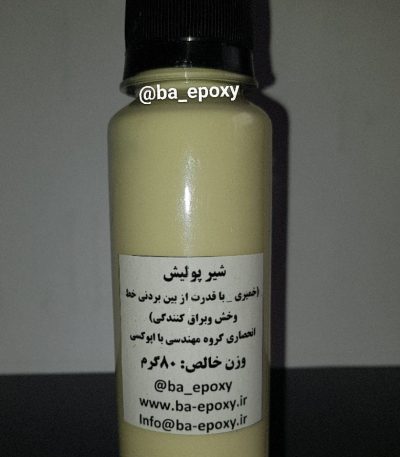 @ba_epoxy
شیر پولیش
(خمیری _ با قدرت از بین بردنی خط
وخش وبراق کنندگی)
انحصاری گروه مهندسی با اپوکسی
وزن خالص: ۸۰گرم
@ba_epoxy
www.ba-epoxy.ir
Info@ba-epoxy.ir